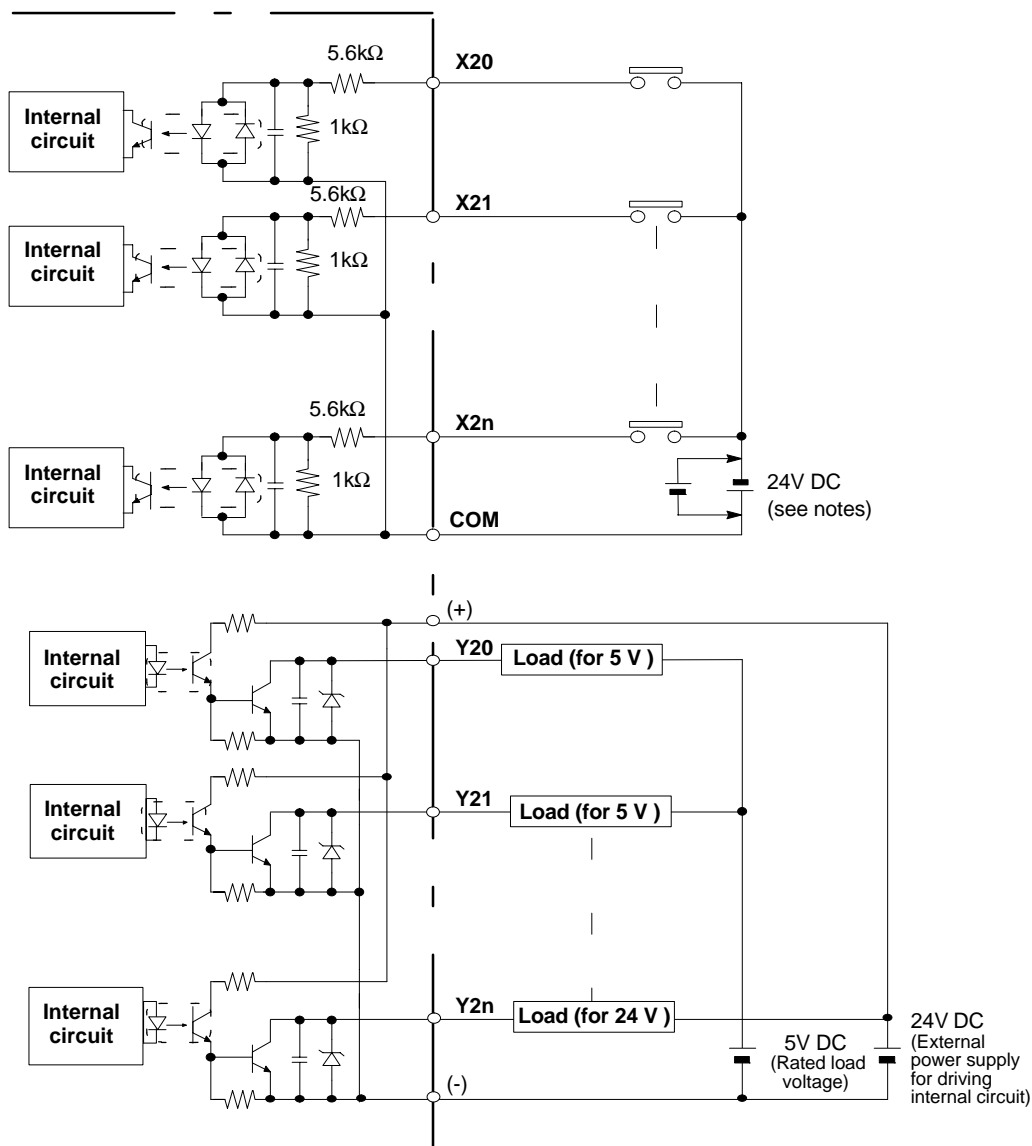 5.6kΩ
X20
Internal
circuit
1kΩ
5.6kΩ
X21
Internal
circuit
1kΩ
5.6kΩ
X2n
Internal
circuit
1kΩ
24V DC
(see notes)
COM
(+)
Y20
Load (for 5 V )
Internal
circuit
Y21
Load (for 5 V )
Internal
circuit
Y2n
Load (for 24 V )
Internal
circuit
5V DC
(Rated load
voltage)
24V DC
(External
power supply
for driving
internal circuit)
(-)